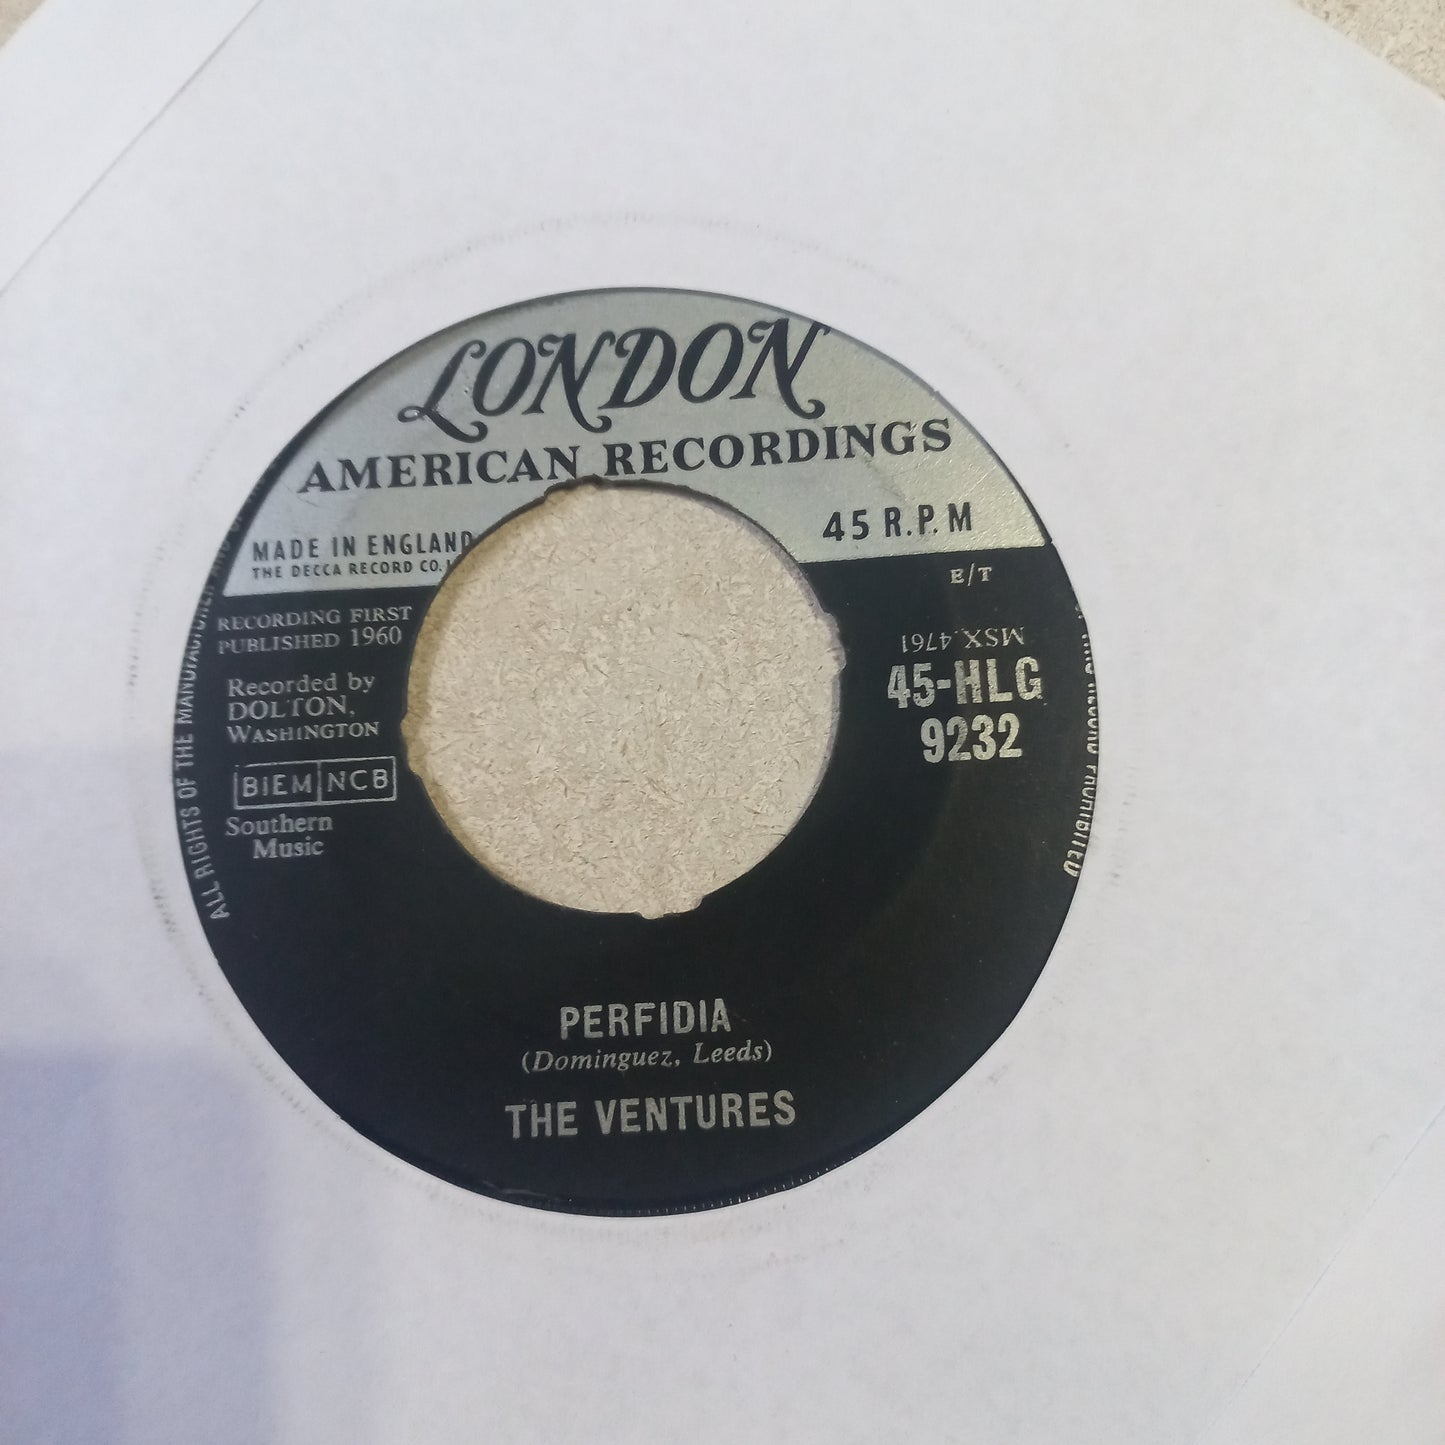 LONDON
AMERICAN RECORDINGS
MADE IN ENGLAND
THE DECCA RECORD CO.
45 R.P.M
E/T
RECORDING FIRST
PUBLISHED 1960
Recorded by
DOLTON,
WASHINGTON
BIEM NCB
Southern
Music
MSX.4761
45-HLG
9232
ALL RIGHTS OF THE
PROHIBITED
PERFIDIA
(Dominguez, Leeds)
THE VENTURES